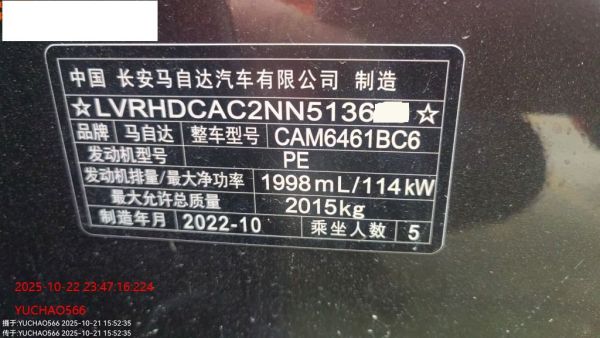 中国 长安马自达汽车有限公司 制造
☆LVRHDCAC2NN5136 ☆
品牌 马自达 整车型号 CAM6461BC6
发动机型号 PE
发动机排量/最大净功率 1998mL/114kW
最大允许总质量 2015kg
制造年月 2022-10 乘坐人数 5
2025-10-22 23:47:16:224
YUCHAO566
摄于:YUCHAO566 2025-10-21 15:52:35
传于:YUCHAO566 2025-10-21 15:52:35